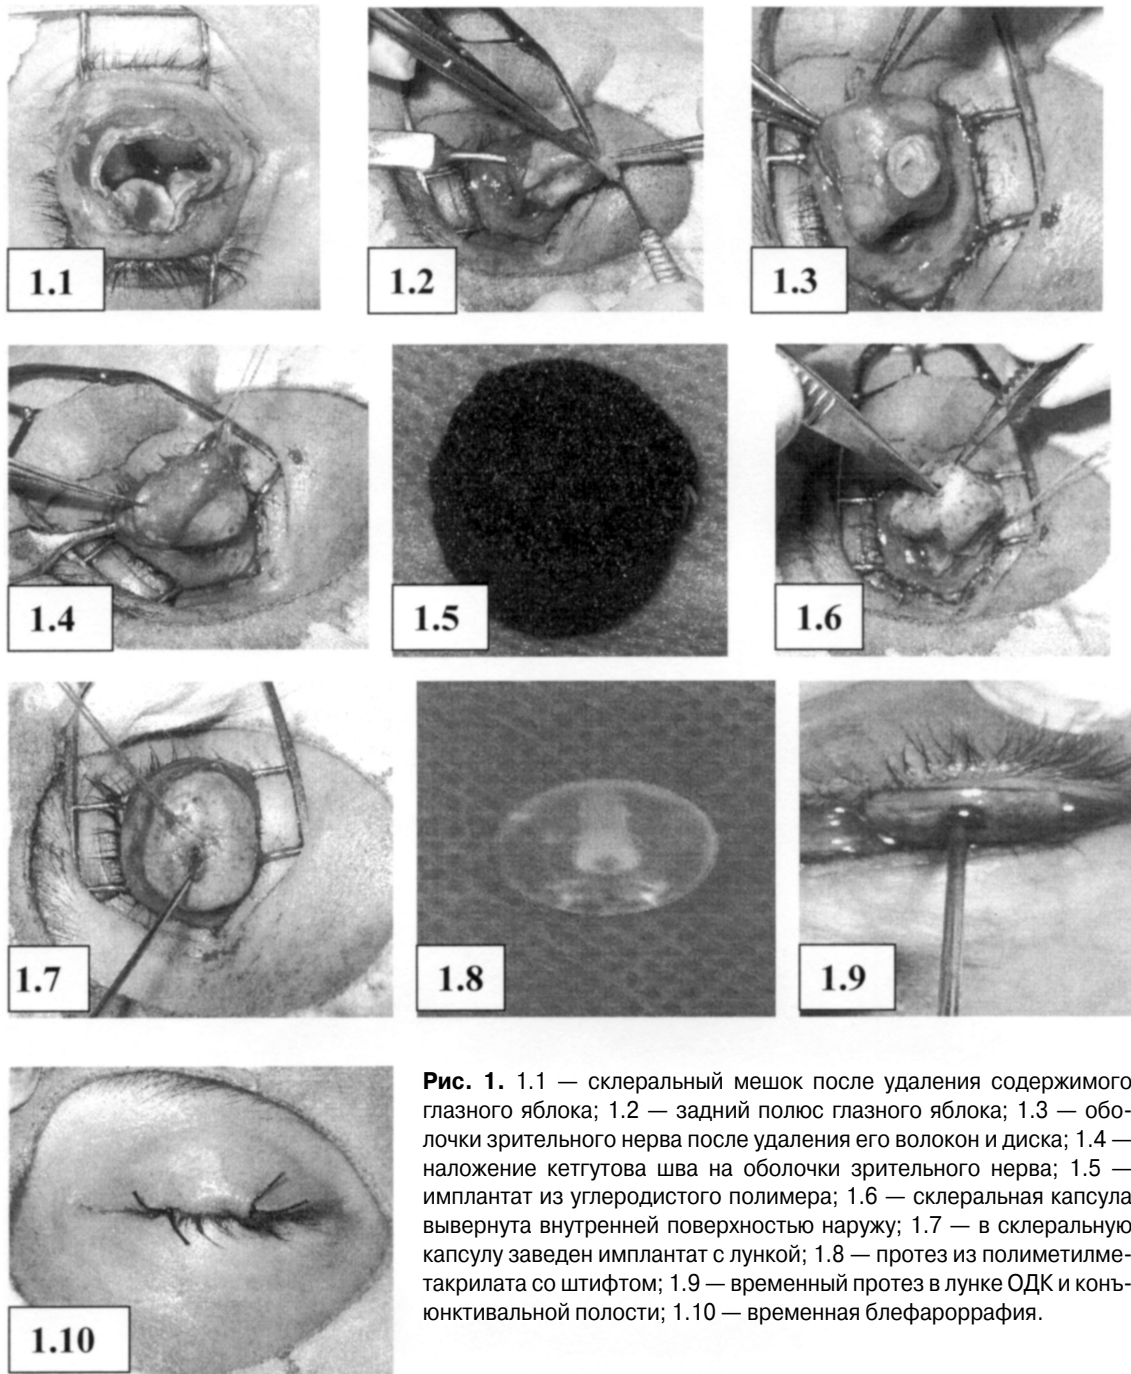 1.1
1.2
1.3
1.4
1.5
1.6
1.7
1.8
1.9
1.10
Рис. 1. 1.1 — склеральный мешок после удаления содержимого
глазного яблока; 1.2 — задний полюс глазного яблока; 1.3 — обо-
лочки зрительного нерва после удаления его волокон и диска; 1.4 —
наложение кетгутова шва на оболочки зрительного нерва; 1.5 —
имплантат из углеродистого полимера; 1.6 — склеральная капсула
вывернута внутренней поверхностью наружу; 1.7 — в склеральную
капсулу заведен имплантат с лункой; 1.8 — протез из полиметилме-
такрилата со штифтом; 1.9 — временный протез в лунке ОДК и конъ-
юнктивальной полости; 1.10 — временная блефароррафия.